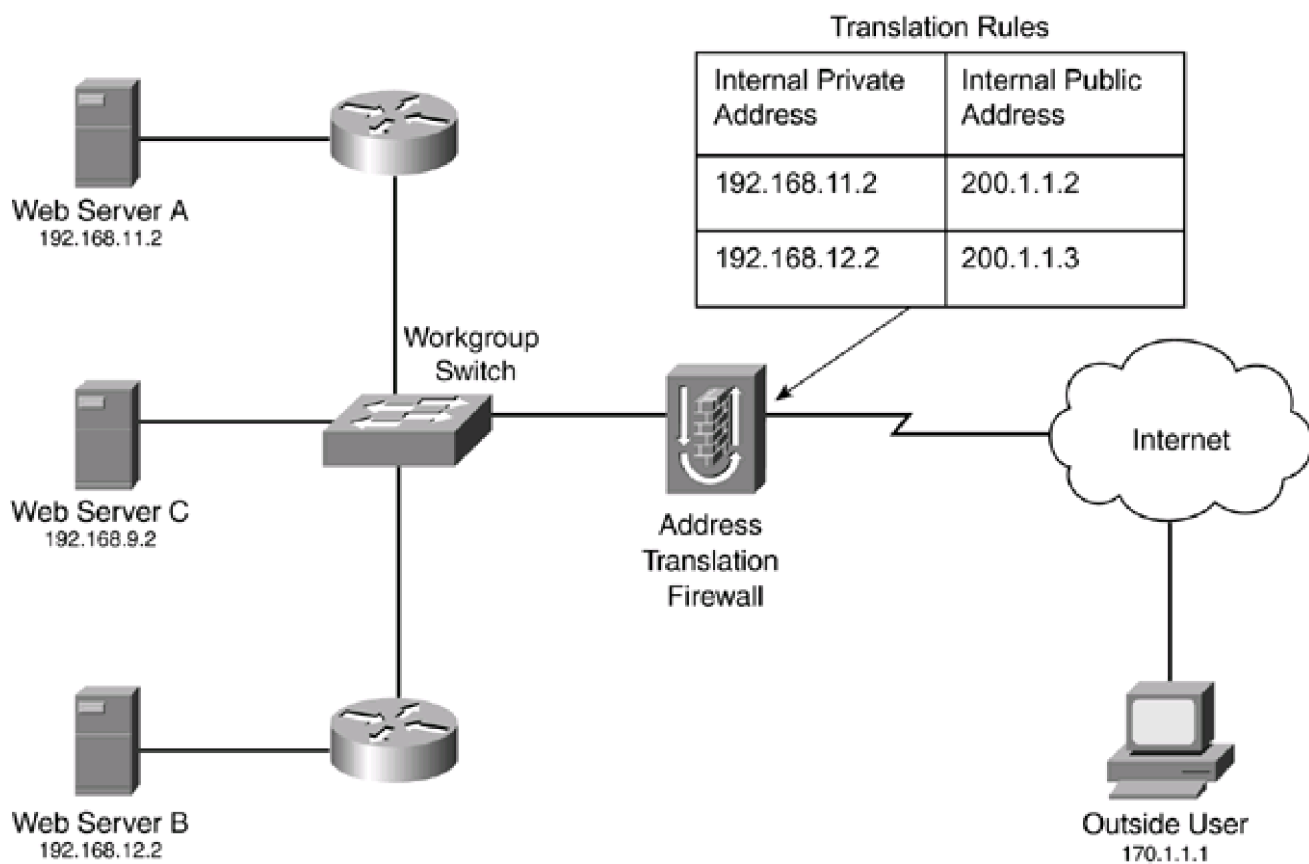 Translation Rules
Internal Private
Address
Internal Public
Address
192.168.11.2
200.1.1.2
192.168.12.2
200.1.1.3
Web Server A
192.168.11.2
Workgroup
Switch
Web Server C
192.168.9.2
Address
Translation
Firewall
Internet
Web Server B
192.168.12.2
Outside User
170.1.1.1